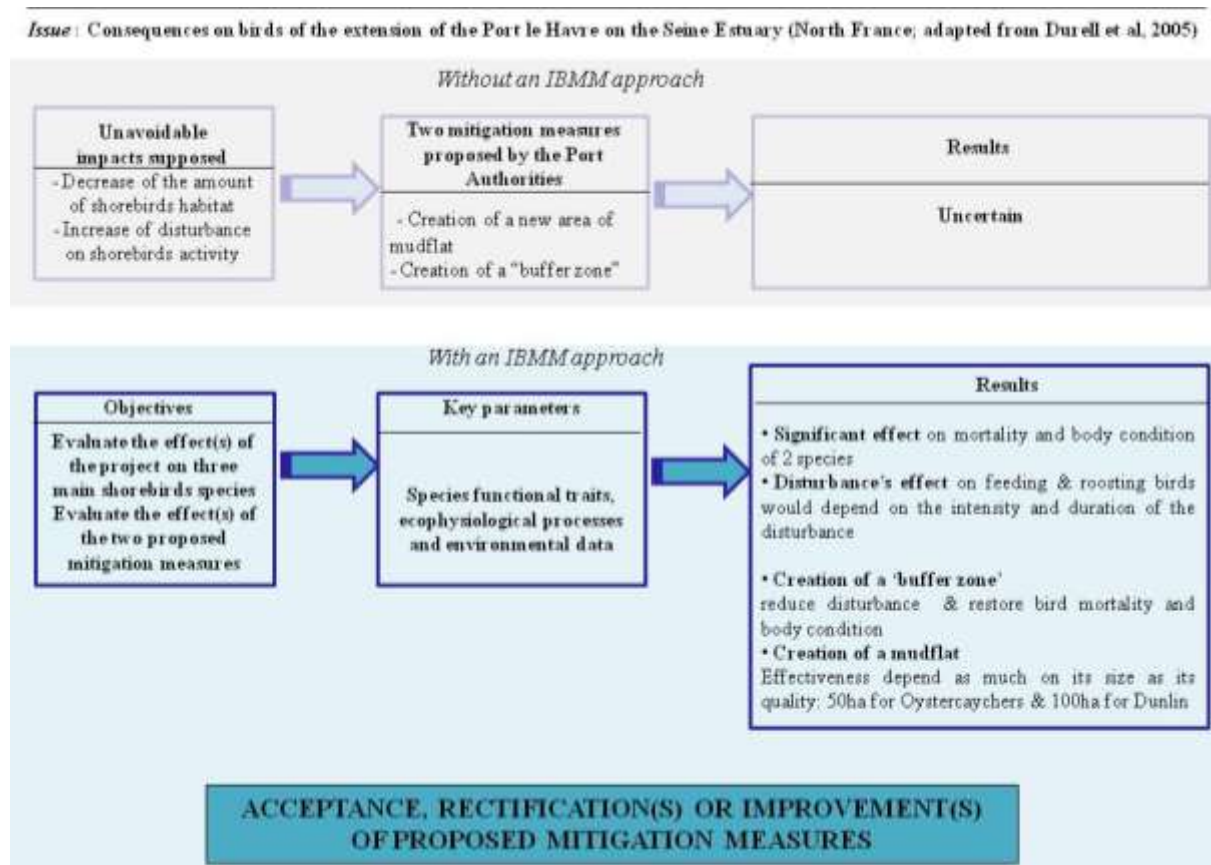 Issue : Consequences on birds of the extension of the Port le Havre on the Seine Estuary (North France; adapted from Durell et al, 2005)
Without an IBMM approach
Unavoidable
impacts supposed
- Decrease of the amount
of shorebirds habitat
- Increase of disturbance
on shorebirds activity
Two mitigation measures
proposed by the Port
Authorities
- Creation of a new area of
mudflat
- Creation of a "buffer zone"
Results
Uncertain
With an IBMM approach
Objectives
Evaluate the effect(s) of
the project on three
main shorebirds species
Evaluate the effect(s) of
the two proposed
mitigation measures
Key parameters
Species functional traits,
ecophysiological processes
and environmental data
Results
• Significant effect on mortality and body condition
of 2 species
• Disturbance's effect on feeding & roosting birds
would depend on the intensity and duration of the
disturbance
• Creation of a 'buffer zone'
reduce disturbance & restore bird mortality and
body condition
• Creation of a mudflat
Effectiveness depend as much on its size as its
quality: 50ha for Oystercaychers & 100ha for Dunlin
ACCEPTANCE, RECTIFICATION(S) OR IMPROVEMENT(S)
OF PROPOSED MITIGATION MEASURES